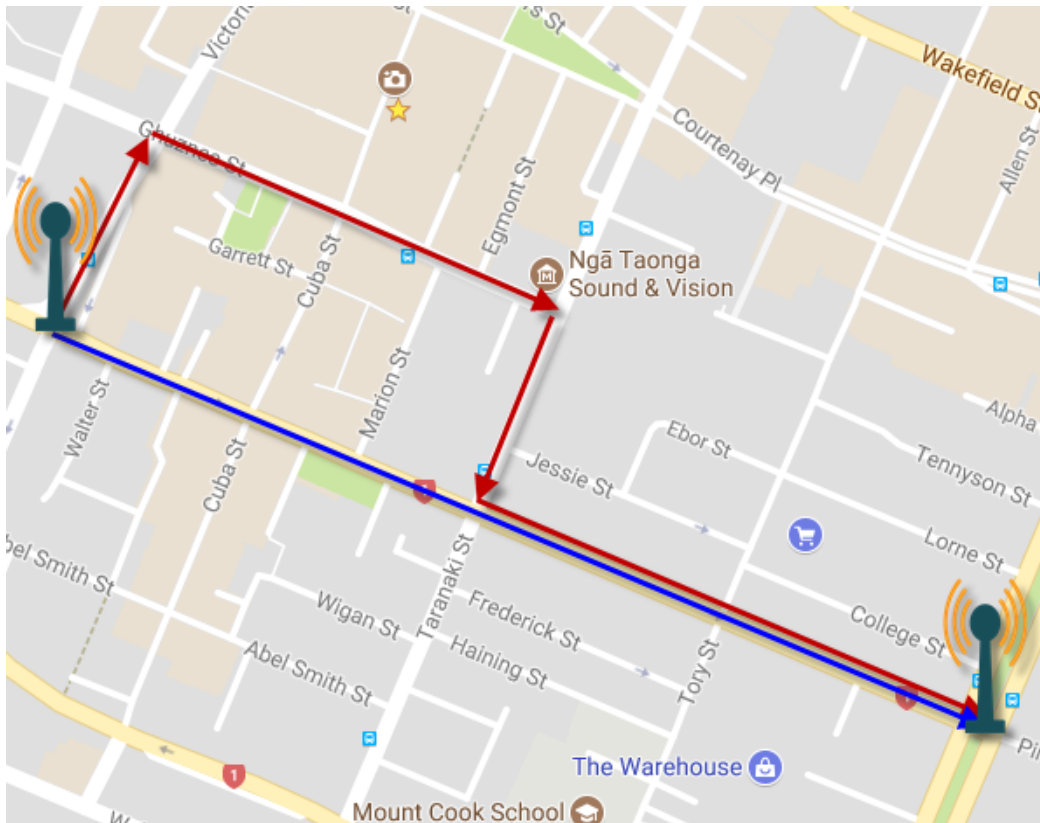 Victori
s St
Wakefield S
Ghuznee St
Courtenay Pl
Allen St
Egmont St
Cuba St
Garrett St
Ngā Taonga
Sound & Vision
Marion St
Walter St
Alpha
Ebor St
Tennyson St
Jessie St
Cuba St
1
Lorne St
bel Smith St
Taranaki St
Wigan St
Frederick St
College St
Abel Smith St
Haining St
Tory St
1
Pi
The Warehouse
1
Mount Cook School
W